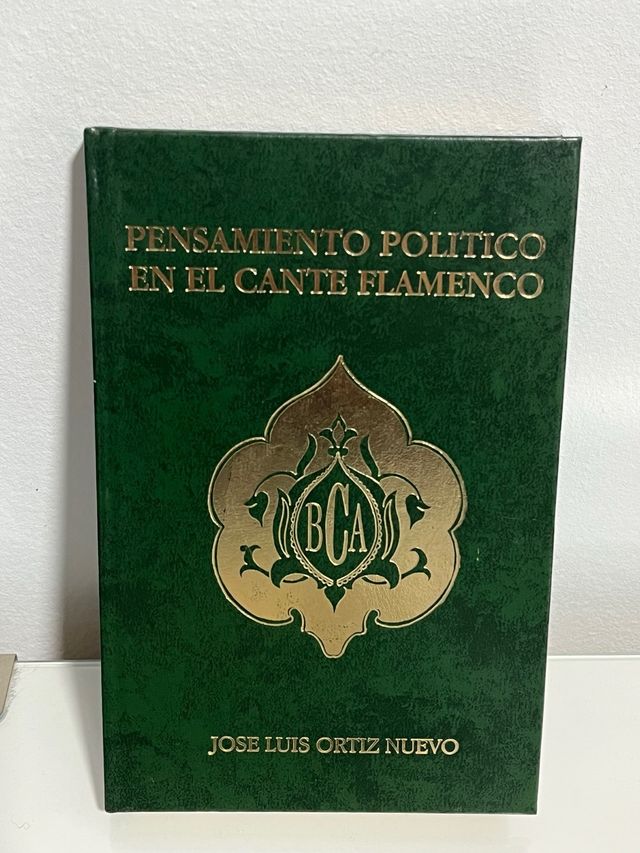 PENSAMIENTO POLITICO
EN EL CANTE FLAMENCO
BCA
JOSE LUIS ORTIZ NUEVO